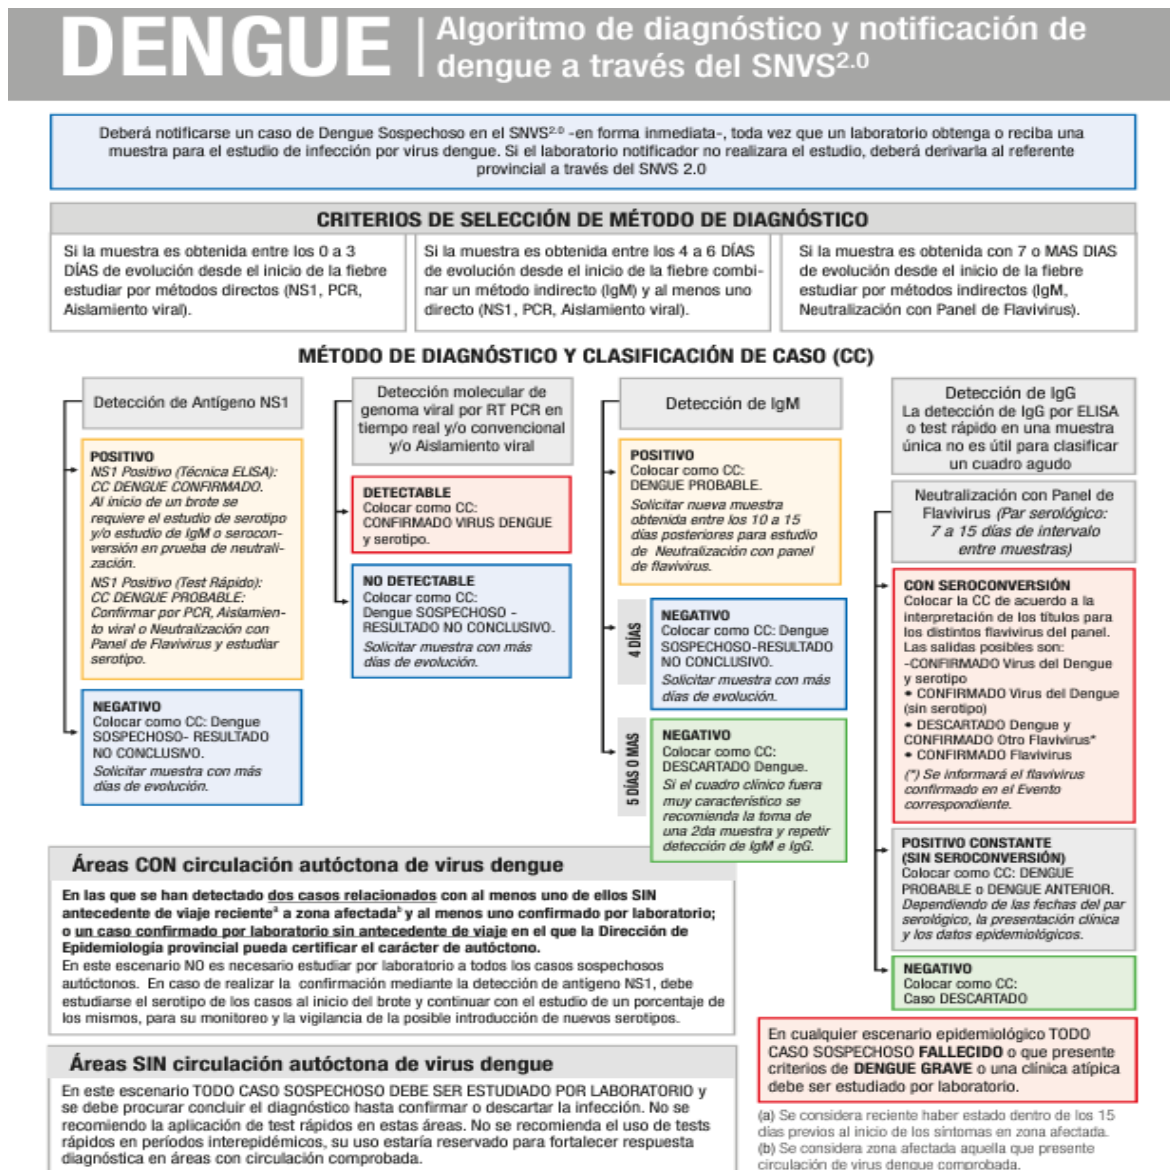 DENGUE
Algoritmo de diagnóstico y notificación de
dengue a través del SNVS2.0
Deberá notificarse un caso de Dengue Sospechoso en el SNVS2.0 -en forma inmediata-, toda vez que un laboratorio obtenga o reciba una
muestra para el estudio de infección por virus dengue. Si el laboratorio notificador no realizara el estudio, deberá derivarla al referente
provincial a través del SNVS 2.0
CRITERIOS DE SELECCIÓN DE MÉTODO DE DIAGNÓSTICO
Si la muestra es obtenida entre los 0 a 3
DÍAS de evolución desde el inicio de la fiebre
estudiar por métodos directos (NS1, PCR,
Aislamiento viral).
Si la muestra es obtenida entre los 4 a 6 DÍAS
de evolución desde el inicio de la fiebre combi-
nar un método indirecto (IgM) y al menos uno
directo (NS1, PCR, Aislamiento viral).
Si la muestra es obtenida con 7 o MAS DIAS
de evolución desde el inicio de la fiebre
estudiar por métodos indirectos (IgM,
Neutralización con Panel de Flavivirus).
MÉTODO DE DIAGNÓSTICO Y CLASIFICACIÓN DE CASO (CC)
Detección de Antígeno NS1
POSITIVO
NS1 Positivo (Técnica ELISA):
CC DENGUE CONFIRMADO.
Al inicio de un brote se
requiere el estudio de serotipo
y/o estudio de IgM o serocon-
versión en prueba de neutrali-
zación.
NS1 Positivo (Test Rápido):
CC DENGUE PROBABLE:
Confirmar por PCR, Aislamien-
to viral o Neutralización con
Panel de Flavivirus y estudiar
serotipo.
NEGATIVO
Colocar como CC: Dengue
SOSPECHOSO- RESULTADO
NO CONCLUSIVO.
Solicitar muestra con más
días de evolución.
Detección molecular de
genoma viral por RT PCR en
tiempo real y/o convencional
y/o Aislamiento viral
DETECTABLE
Colocar como CC:
CONFIRMADO VIRUS DENGUE
y serotipo.
NO DETECTABLE
Colocar como CC:
Dengue SOSPECHOSO -
RESULTADO NO CONCLUSIVO.
Solicitar muestra con más
días de evolución.
Detección de IgM
POSITIVO
Colocar como CC:
DENGUE PROBABLE.
Solicitar nueva muestra
obtenida entre los 10 a 15
días posteriores para estudio
de Neutralización con panel
de flavivirus.
4 DÍAS
NEGATIVO
Colocar como CC: Dengue
SOSPECHOSO-RESULTADO
NO CONCLUSIVO.
Solicitar muestra con más
días de evolución.
5 DÍAS O MAS
NEGATIVO
Colocar como CC:
DESCARTADO Dengue.
Si el cuadro clínico fuera
muy característico se
recomienda la toma de
una 2da muestra y repetir
detección de IgM e IgG.
Detección de IgG
La detección de IgG por ELISA
o test rápido en una muestra
única no es útil para clasificar
un cuadro agudo
Neutralización con Panel de
Flavivirus (Par serológico:
7 a 15 días de intervalo
entre muestras)
CON SEROCONVERSIÓN
Colocar la CC de acuerdo a la
interpretación de los títulos para
los distintos flavivirus del panel.
Las salidas posibles son:
-CONFIRMADO Virus del Dengue
y serotipo
• CONFIRMADO Virus del Dengue
(sin serotipo)
• DESCARTADO Dengue y
CONFIRMADO Otro Flavivirus*
• CONFIRMADO Flavivirus
(*) Se informará el flavivirus
confirmado en el Evento
correspondiente.
POSITIVO CONSTANTE
(SIN SEROCONVERSIÓN)
Colocar como CC: DENGUE
PROBABLE o DENGUE ANTERIOR.
Dependiendo de las fechas del par
serológico, la presentación clínica
y los datos epidemiológicos.
NEGATIVO
Colocar como CC:
Caso DESCARTADO
Áreas CON circulación autóctona de virus dengue
En las que se han detectado dos casos relacionados con al menos uno de ellos SIN
antecedente de viaje reciente a a zona afectada b y al menos uno confirmado por laboratorio;
o un caso confirmado por laboratorio sin antecedente de viaje en el que la Dirección de
Epidemiología provincial pueda certificar el carácter de autóctono.
En este escenario NO es necesario estudiar por laboratorio a todos los casos sospechosos
autóctonos. En caso de realizar la confirmación mediante la detección de antígeno NS1, debe
estudiarse el serotipo de los casos al inicio del brote y continuar con el estudio de un porcentaje de
los mismos, para su monitoreo y la vigilancia de la posible introducción de nuevos serotipos.
Áreas SIN circulación autóctona de virus dengue
En este escenario TODO CASO SOSPECHOSO DEBE SER ESTUDIADO POR LABORATORIO y
se debe procurar concluir el diagnóstico hasta confirmar o descartar la infección. No se
recomiendo la aplicación de test rápidos en estas áreas. No se recomienda el uso de tests
rápidos en períodos interepidémicos, su uso estaría reservado para fortalecer respuesta
diagnóstica en áreas con circulación comprobada.
En cualquier escenario epidemiológico TODO
CASO SOSPECHOSO FALLECIDO o que presente
criterios de DENGUE GRAVE o una clínica atípica
debe ser estudiado por laboratorio.
(a) Se considera reciente haber estado dentro de los 15
días previos al inicio de los síntomas en zona afectada.
(b) Se considera zona afectada aquella que presente
circulación de virus dengue comprobada.